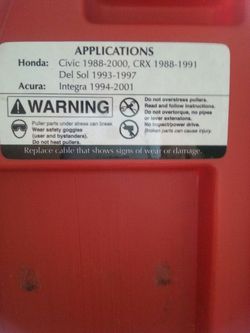 APPLICATIONS
Honda: Civic 1988-2000, CRX 1988-1991
Del Sol 1993-1997
Acura: Integra 1994-2001
WARNING
Puller parts under stress can break.
Wear safety goggles
(user and bystanders).
Do not heat pullers.
Do not overstress pullers.
Read and follow instructions.
Do not overtorque, no pipes
or lever extensions.
No impact/power drive.
Broken parts can cause injury.
Replace cable that shows signs of wear or damage.